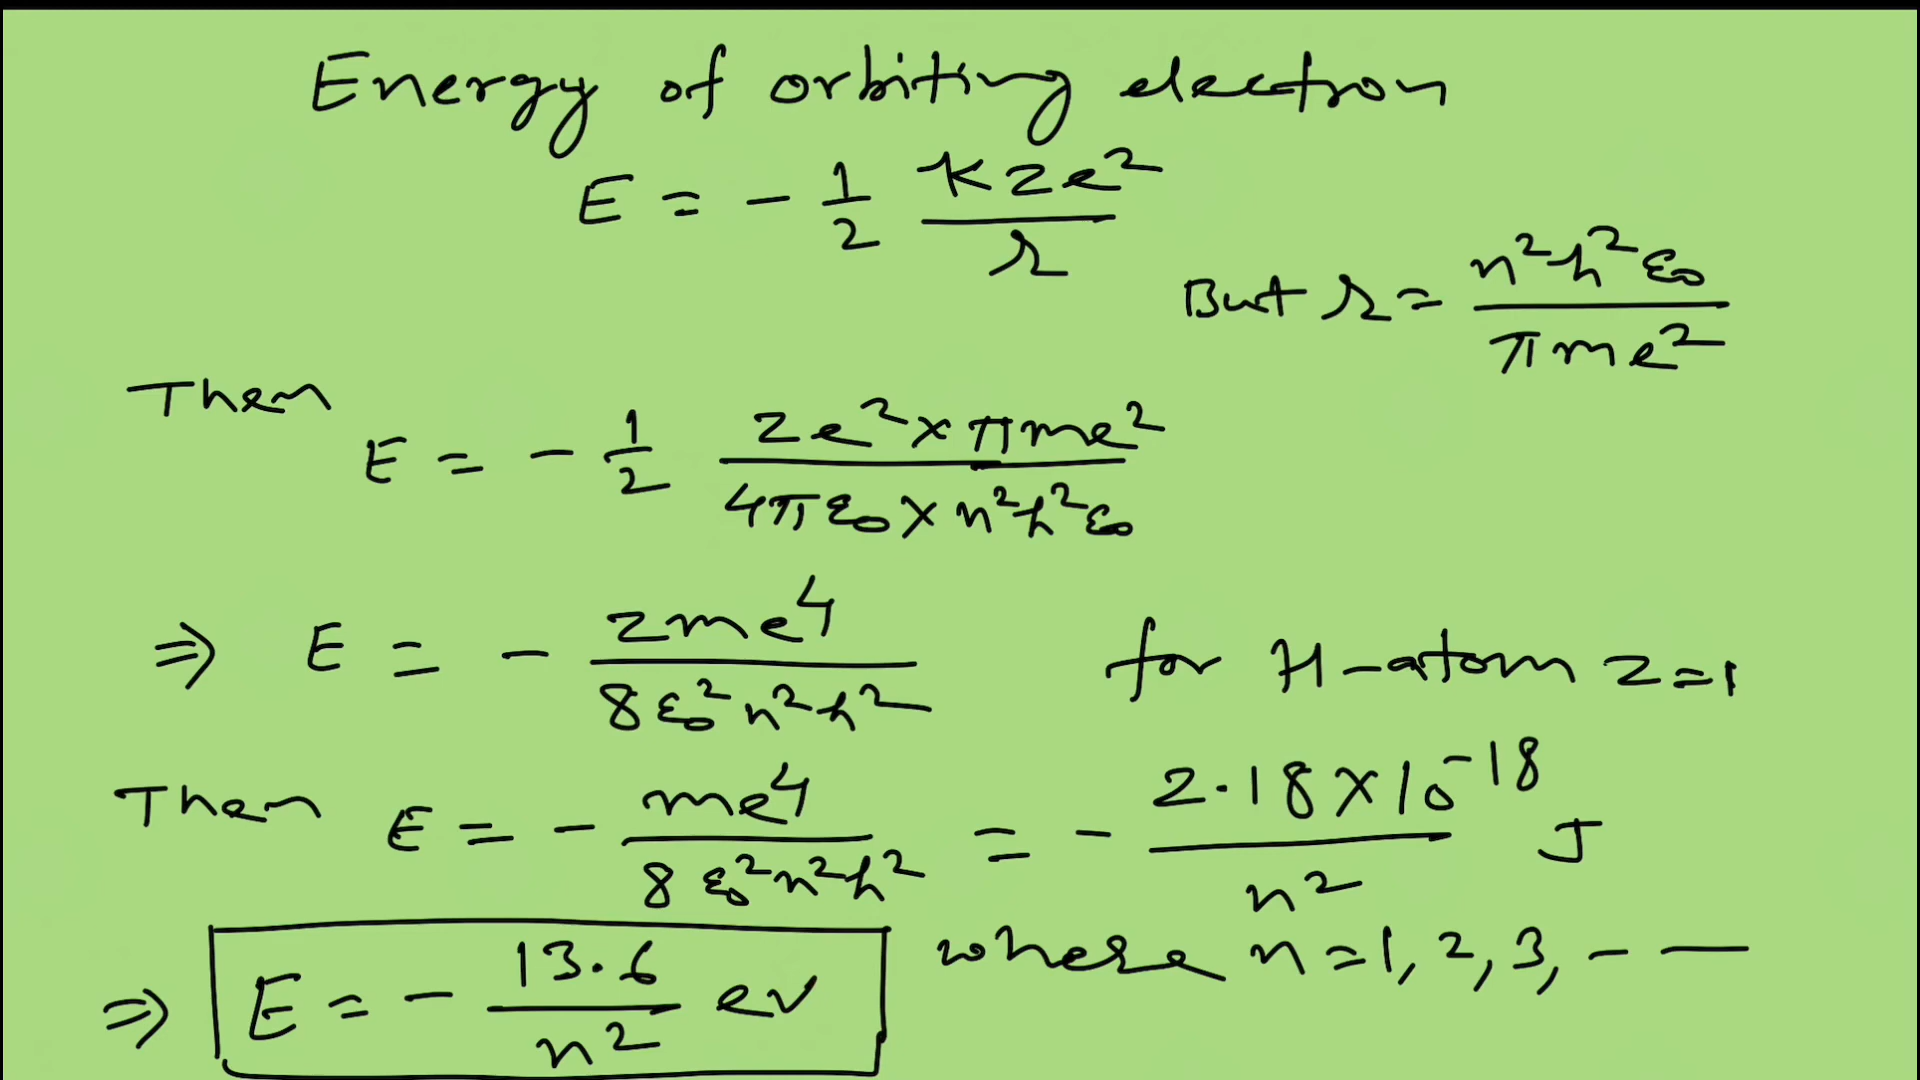 Energy of orbiting electron
E = - 1/2 kze²/r
But r = n²h²ε₀/πme²
Then
E = - 1/2 ze² × πme²/4πε₀ × n²h²ε₀
⇒ E = - zme⁴/8ε₀²n²h² for H-atom z=1
Then E = - me⁴/8ε₀²n²h² = - 2.18×10⁻¹⁸/n² J
⇒ E = - 13.6/n² ev where n=1, 2, 3, - —